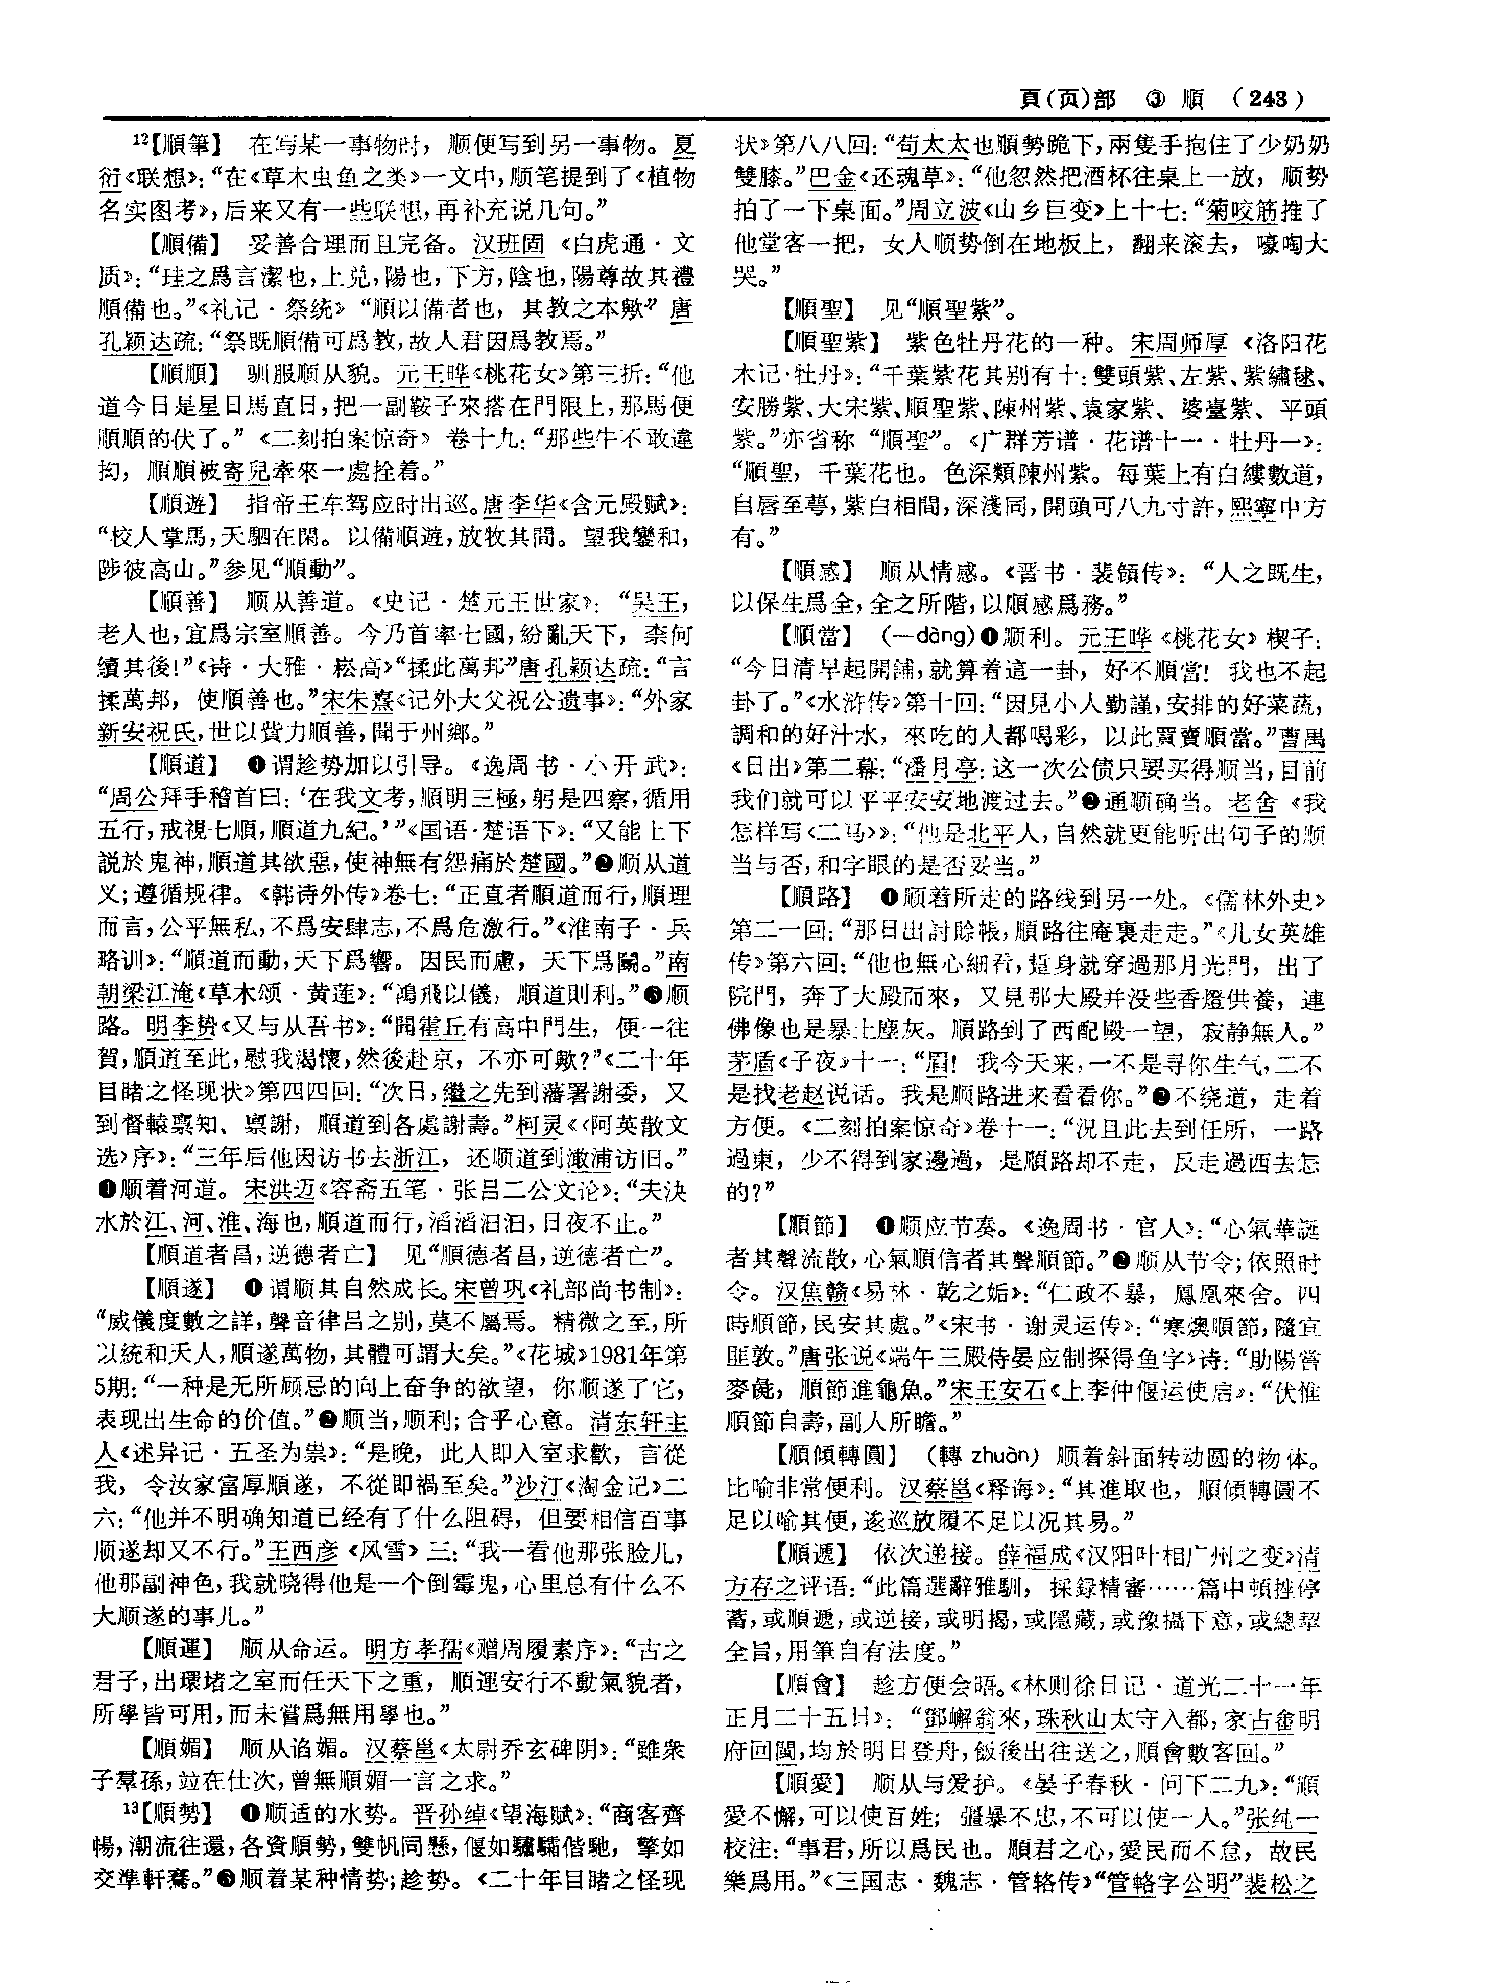 頁(页)部 ③ 順 (243)
12【順筆】 在写某一事物时，顺便写到另一事物。夏
衍《联想》：“在《草木虫鱼之类》一文中，顺笔提到了《植物
名实图考》，后来又有一些联想，再补充说几句。”
【順備】 妥善合理而且完备。汉班固《白虎通·文
质》：“珪之爲言潔也，上兑，陽也，下方，陰也，陽尊故其禮
順備也。”《礼记·祭统》“順以備者也，其教之本歟”唐
孔颖达疏：“祭既順備可爲教，故人君因爲教焉。”
【順順】 驯服顺从貌。元王晔《桃花女》第三折：“他
道今日是星日馬直日，把一副鞍子來搭在門限上，那馬便
順順的伏了。”《二刻拍案惊奇》卷十九：“那些牛不敢違
拗，順順被寄兒牽來一處拴着。”
【順遊】 指帝王车驾应时出巡。唐李华《含元殿赋》：
“校人掌馬，天駟在閑。以備順遊，放牧其間。望我鑾和，
陟彼高山。”参见“順動”。
【順善】 顺从善道。《史记·楚元王世家》：“吴王，
老人也，宜爲宗室順善。今乃首率七國，紛亂天下，柰何
續其後！”《诗·大雅·崧高》“揉此萬邦”唐孔颖达疏：“言
揉萬邦，使順善也。”宋朱熹《记外大父祝公遗事》：“外家
新安祝氏，世以貲力順善，聞于州鄉。”
【順道】 ❶谓趁势加以引导。《逸周书·小开武》：
“周公拜手稽首曰：‘在我文考，順明三極，躬是四察，循用
五行，戒視七順，順道九紀。’”《国语·楚语下》：“又能上下
説於鬼神，順道其欲惡，使神無有怨痛於楚國。”❷顺从道
义；遵循规律。《韩诗外传》卷七：“正直者順道而行，順理
而言，公平無私，不爲安肆志，不爲危激行。”《淮南子·兵
略训》：“順道而動，天下爲嚮。因民而慮，天下爲鬭。”南
朝梁江淹《草木颂·黄莲》：“鴻飛以儀，順道則利。”❸顺
路。明李贽《又与从吾书》：“聞霍丘有高中門生，便一往
賀，順道至此，慰我渴懷，然後赴京，不亦可歟？”《二十年
目睹之怪现状》第四四回：“次日，繼之先到藩署謝委，又
到督轅禀知、禀謝，順道到各處謝壽。”柯灵《〈阿英散文
选〉序》：“三年后他因访书去浙江，还顺道到澉浦访旧。”
❹顺着河道。宋洪迈《容斋五笔·张吕二公文论》：“夫決
水於江、河、淮、海也，順道而行，滔滔汩汩，日夜不止。”
【順道者昌，逆德者亡】 见“順德者昌，逆德者亡”。
【順遂】 ❶谓顺其自然成长。宋曾巩《礼部尚书制》：
“威儀度數之詳，聲音律吕之别，莫不屬焉。精微之至，所
以統和天人，順遂萬物，其體可謂大矣。”《花城》1981年第
5期：“一种是无所顾忌的向上奋争的欲望，你顺遂了它，
表现出生命的价值。”❷顺当，顺利；合乎心意。清东轩主
人《述异记·五圣为祟》：“是晚，此人即入室求歡，言從
我，令汝家富厚順遂，不從即禍至矣。”沙汀《淘金记》二
六：“他并不明确知道已经有了什么阻碍，但要相信百事
顺遂却又不行。”王西彦《风雪》三：“我一看他那张脸儿，
他那副神色，我就晓得他是一个倒霉鬼，心里总有什么不
大顺遂的事儿。”
【順運】 顺从命运。明方孝孺《赠周履素序》：“古之
君子，出環堵之室而任天下之重，順運安行不動氣貌者，
所學皆可用，而未嘗爲無用學也。”
【順媚】 顺从谄媚。汉蔡邕《太尉乔玄碑阴》：“雖衆
子羣孫，竝在仕次，曾無順媚一言之求。”
13【順勢】 ❶顺适的水势。晋孙绰《望海赋》：“商客齊
暢，潮流往還，各資順勢，雙帆同懸，偃如驌驦偕馳，擎如
交準軒騫。”❷顺着某种情势；趁势。《二十年目睹之怪现
状》第八八回：“苟太太也順勢跪下，兩隻手抱住了少奶奶
雙膝。”巴金《还魂草》：“他忽然把酒杯往桌上一放，顺势
拍了一下桌面。”周立波《山乡巨变》上十七：“菊咬筋推了
他堂客一把，女人顺势倒在地板上，翻来滚去，嚎啕大
哭。”
【順聖】 见“順聖紫”。
【順聖紫】 紫色牡丹花的一种。宋周师厚《洛阳花
木记·牡丹》：“千葉紫花其别有十：雙頭紫、左紫、紫繡毬、
安勝紫、大宋紫、順聖紫、陳州紫、袁家紫、婆臺紫、平頭
紫。”亦省称“順聖”。《广群芳谱·花谱十一·牡丹一》：
“順聖，千葉花也。色深類陳州紫。每葉上有白縷數道，
自唇至萼，紫白相間，深淺同，開頭可八九寸許，熙寧中方
有。”
【順惑】 顺从情感。《晋书·裴頠传》：“人之既生，
以保生爲全，全之所階，以順感爲務。”
【順當】 (—dàng)❶顺利。元王晔《桃花女》楔子：
“今日清早起開鋪，就算着這一卦，好不順當！我也不起
卦了。”《水浒传》第十回：“因見小人勤謹，安排的好菜蔬，
調和的好汁水，來吃的人都喝彩，以此買賣順當。”曹禺
《日出》第二幕：“潘月亭：这一次公债只要买得顺当，目前
我们就可以平平安安地渡过去。”❷通顺确当。老舍《我
怎样写〈二马〉》：“他是北平人，自然就更能听出句子的顺
当与否，和字眼的是否妥当。”
【順路】 ❶顺着所走的路线到另一处。《儒林外史》
第二一回：“那日出討賒帳，順路往庵裏走走。”《儿女英雄
传》第六回：“他也無心細看，踅身就穿過那月光門，出了
院門，奔了大殿而來，又見那大殿并没些香燈供養，連
佛像也是暴土塵灰。順路到了西配殿一望，寂静無人。”
茅盾《子夜》十一：“眉！我今天来，一不是寻你生气，二不
是找老赵说话。我是顺路进来看看你。”❷不绕道，走着
方便。《二刻拍案惊奇》卷十一：“况且此去到任所，一路
過東，少不得到家邊過，是順路却不走，反走過西去怎
的？”
【順節】 ❶顺应节奏。《逸周书·官人》：“心氣華誕
者其聲流散，心氣順信者其聲順節。”❷顺从节令；依照时
令。汉焦赣《易林·乾之姤》：“仁政不暴，鳳凰來舍。四
時順節，民安其處。”《宋书·谢灵运传》：“寒燠順節，隨宜
匪敦。”唐张说《端午三殿侍晏应制探得鱼字》诗：“助陽嘗
麥彘，順節進龜魚。”宋王安石《上李仲偃运使启》：“伏惟
順節自壽，副人所瞻。”
【順傾轉圓】 (轉 zhuàn) 顺着斜面转动圆的物体。
比喻非常便利。汉蔡邕《释诲》：“其進取也，順傾轉圓不
足以喻其便，逡巡放屣不足以况其易。”
【順遞】 依次递接。薛福成《汉阳叶相广州之变》清
方存之评语：“此篇選辭雅馴，採録精審……篇中頓挫停
蓄，或順遞，或逆接，或明揭，或隱藏，或豫攝下意，或總挈
全旨，用筆自有法度。”
【順會】 趁方便会晤。《林则徐日记·道光二十一年
正月二十五日》：“鄧嶰翁來，珠秋山太守入都，家占畬明
府回閩，均於明日登舟，飯後出往送之，順會數客回。”
【順愛】 顺从与爱护。《晏子春秋·问下二九》：“順
愛不懈，可以使百姓；彊暴不忠，不可以使一人。”张纯一
校注：“事君，所以爲民也。順君之心，愛民而不怠，故民
樂爲用。”《三国志·魏志·管辂传》“管輅字公明”裴松之